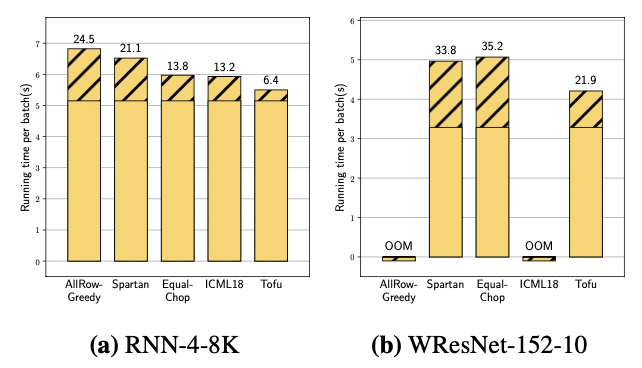 24.5
21.1
13.8
13.2
6.4
7
6
5
4
3
2
1
0
Running time per batch(s)
AllRow-
Greedy
Spartan
Equal-
Chop
ICML18
Tofu
(a) RNN-4-8K
6
5
4
3
2
1
0
Running time per batch(s)
33.8
35.2
21.9
OOM
OOM
AllRow-
Greedy
Spartan
Equal-
Chop
ICML18
Tofu
(b) WResNet-152-10